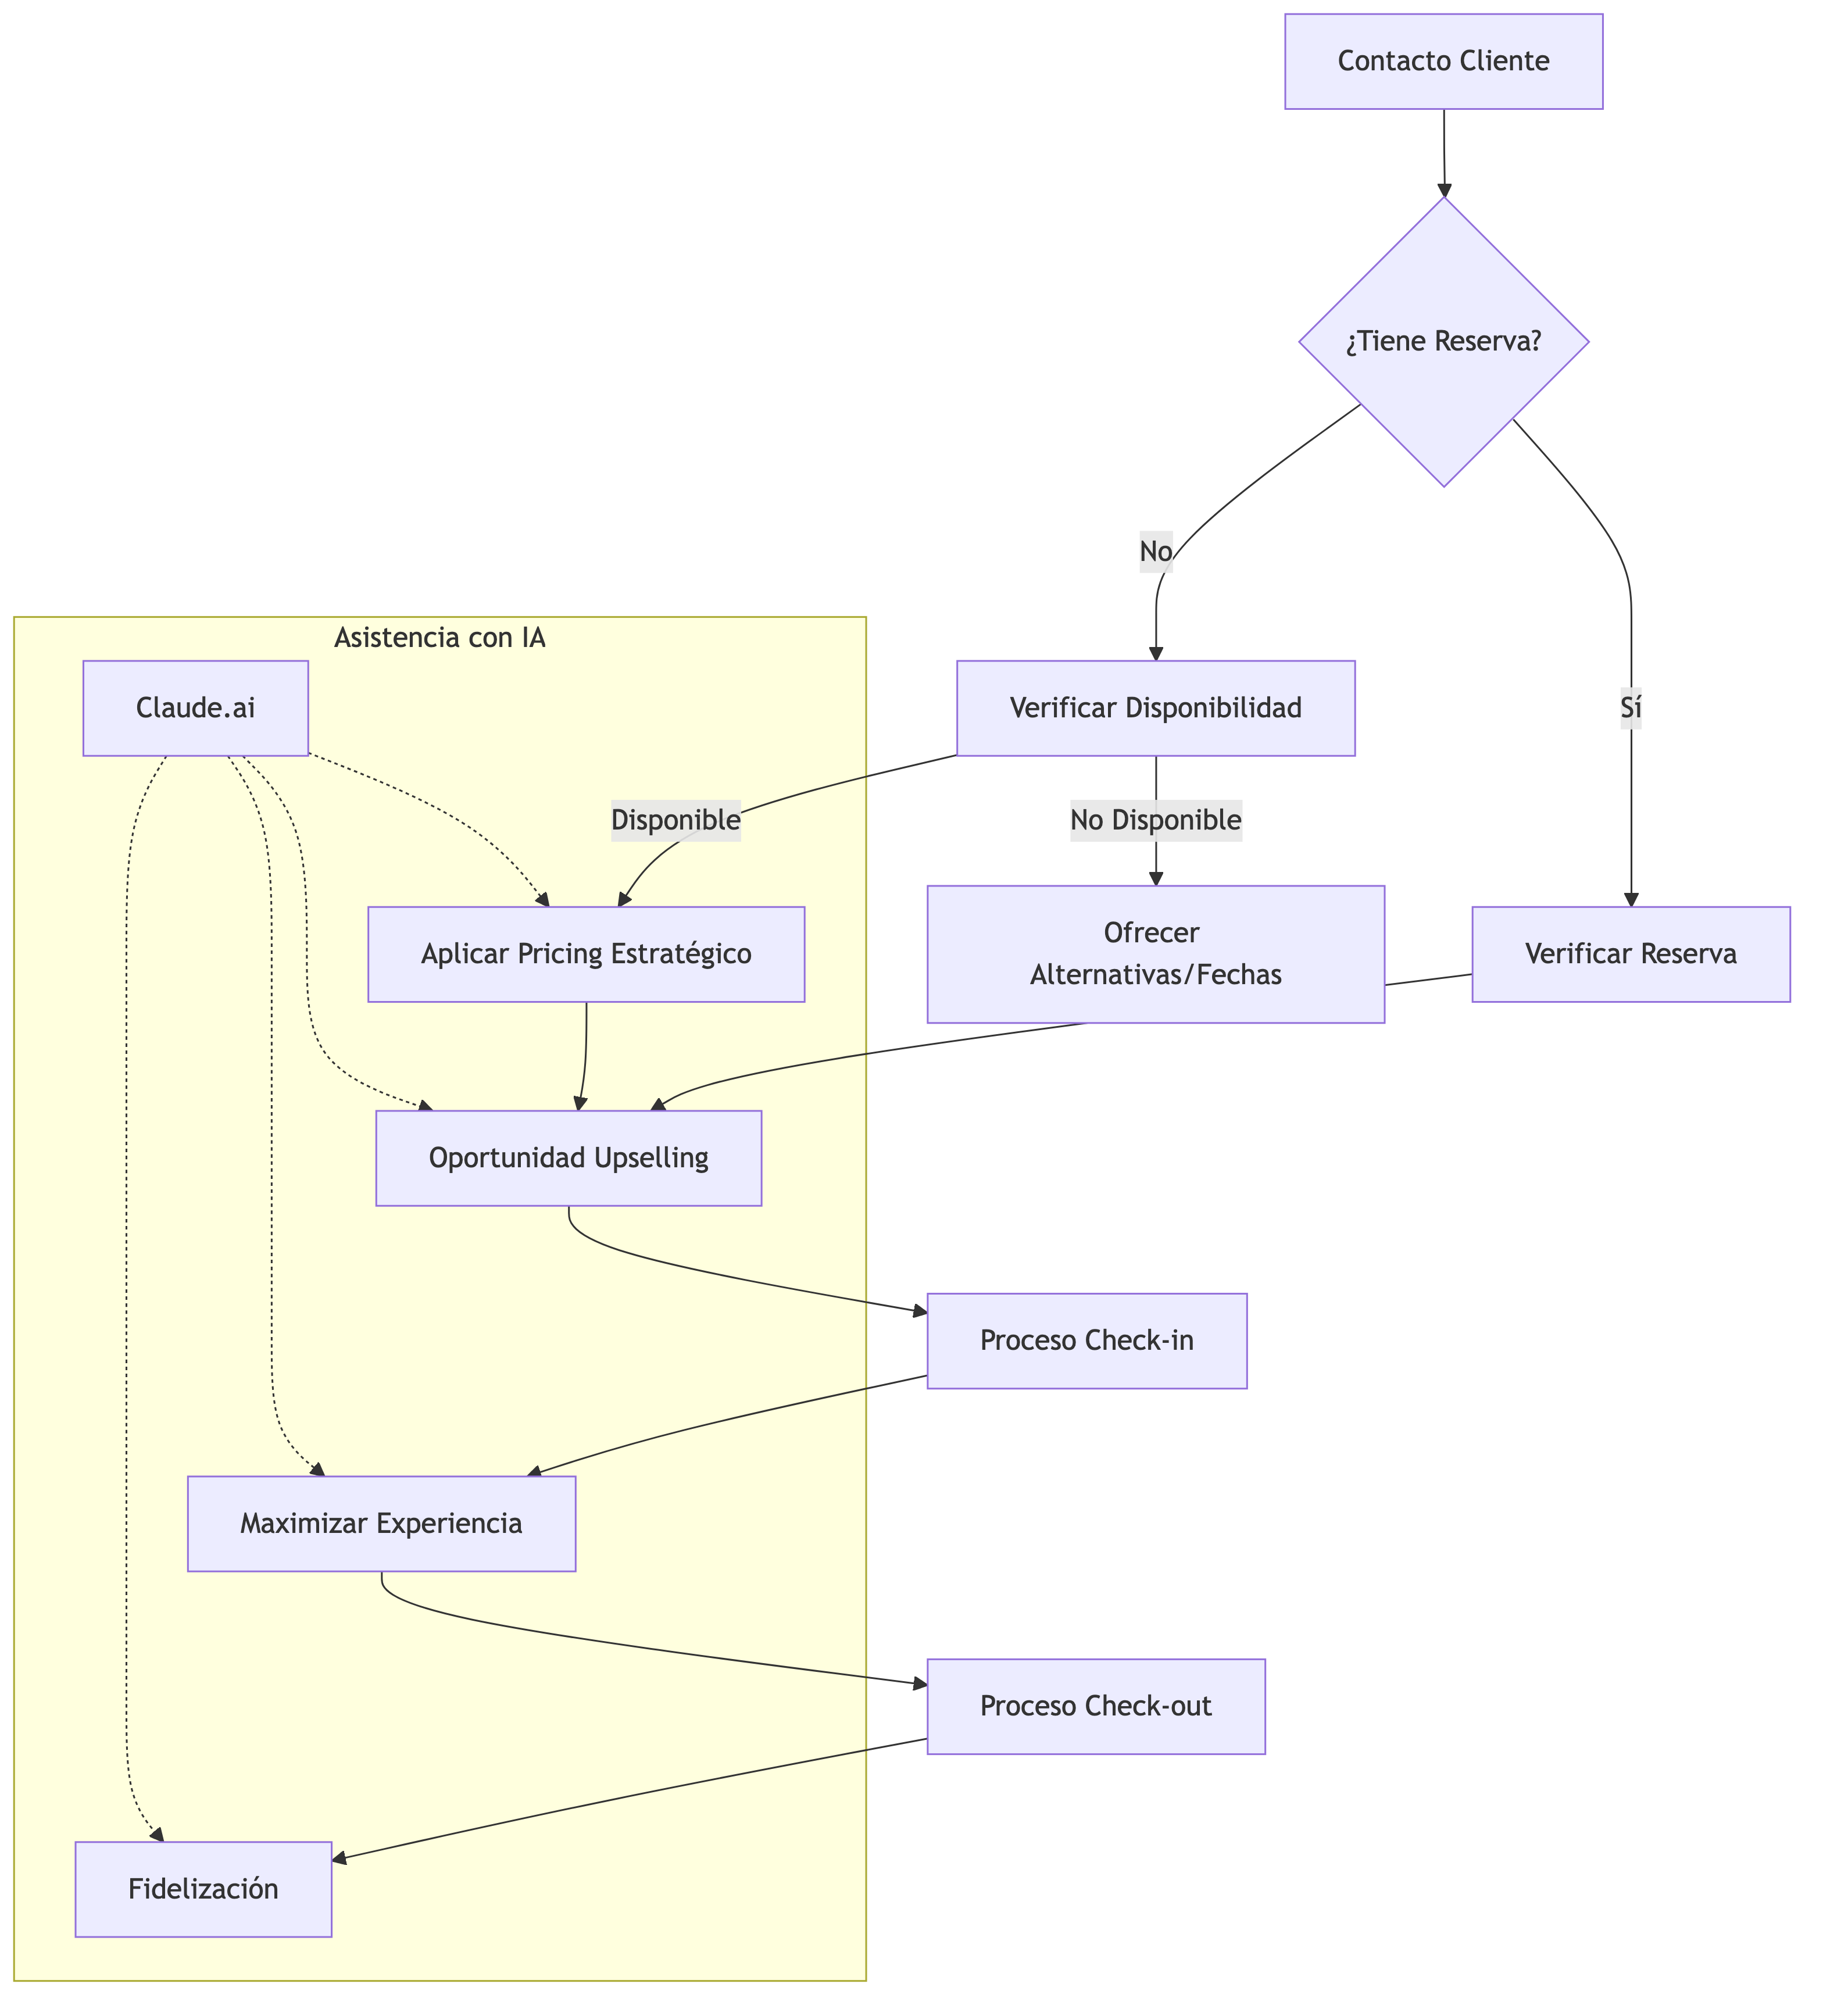 Contacto Cliente
¿Tiene Reserva?
No
Sí
Asistencia con IA
Claude.ai
Verificar Disponibilidad
Disponible
No Disponible
Aplicar Pricing Estratégico
Ofrecer
Alternativas/Fechas
Verificar Reserva
Oportunidad Upselling
Proceso Check-in
Maximizar Experiencia
Proceso Check-out
Fidelización